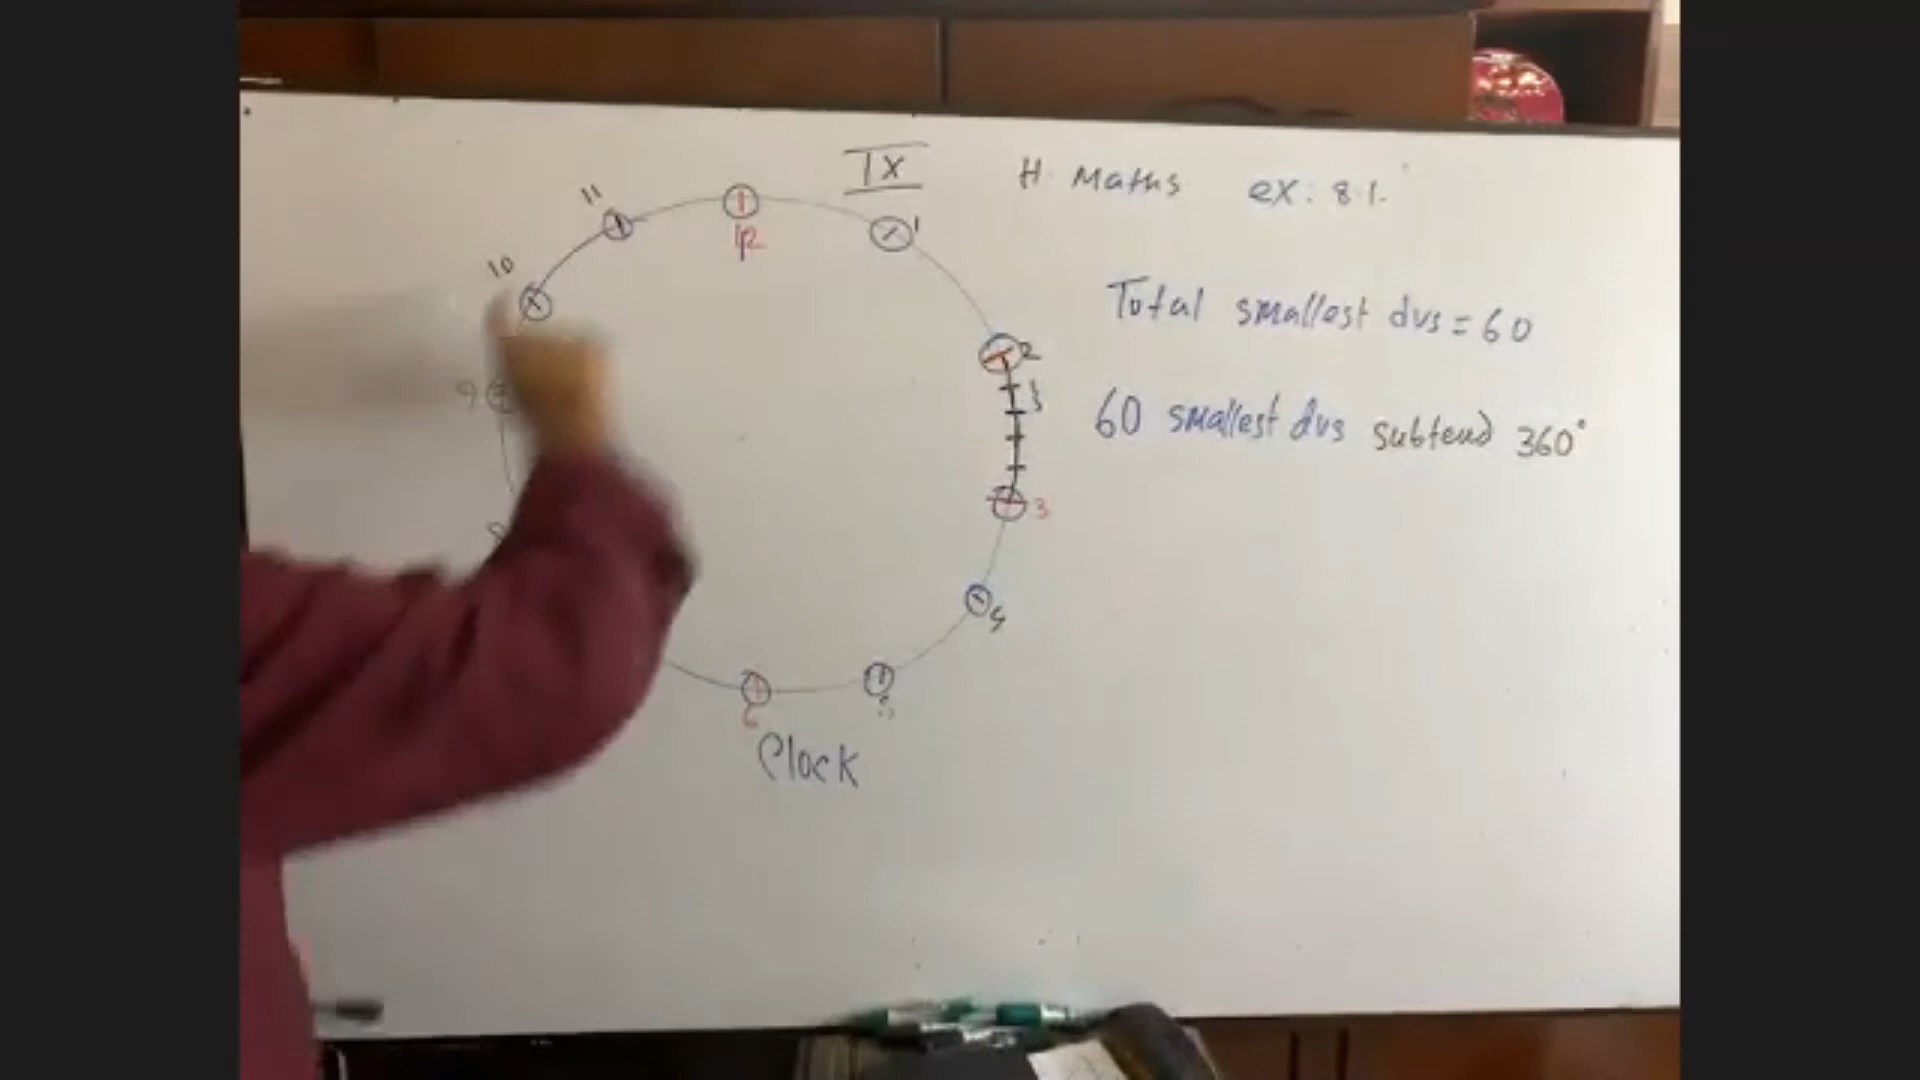 IX
H. Maths ex: 8.1.
11
12
1
10
2
Total smallest dvs = 60
9
60 smallest dvs subtend 360°
3
8
4
5
6
Clock